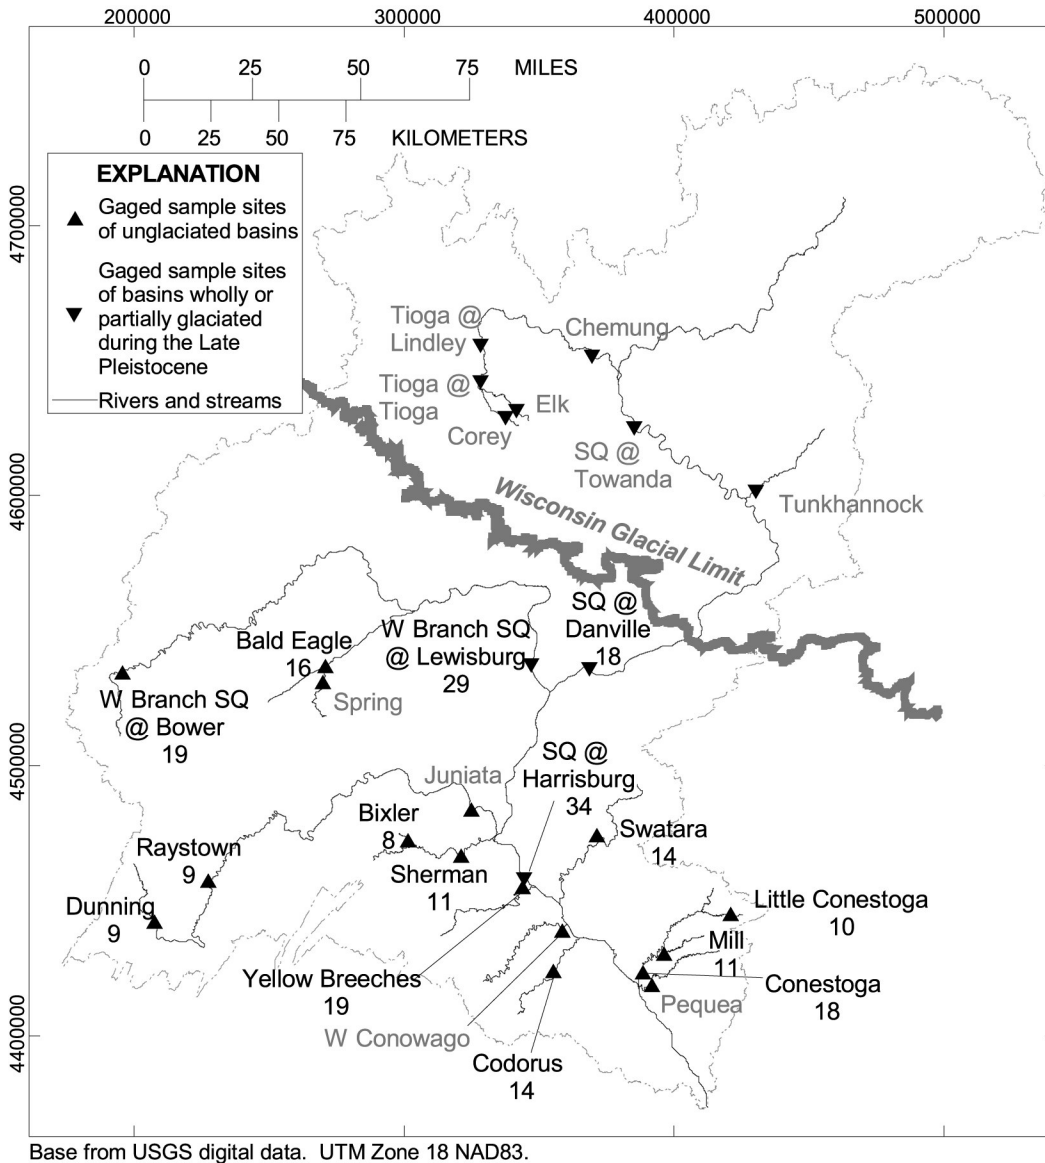 200000 300000 400000 500000
0 25 50 75 MILES
0 25 50 75 KILOMETERS
EXPLANATION
Gaged sample sites
of unglaciated basins
Gaged sample sites
of basins wholly or
partially glaciated
during the Late
Pleistocene
Rivers and streams
4700000
4600000
4500000
4400000
Tioga @
Lindley
Chemung
Tioga @
Tioga
Elk
Corey
SQ @
Towanda
Tunkhannock
Wisconsin Glacial Limit
SQ @
Danville
18
W Branch SQ
@ Lewisburg
29
Bald Eagle
16
Spring
W Branch SQ
@ Bower
19
SQ @
Harrisburg
34
Juniata
Bixler
8
Swatara
14
Raystown
9
Sherman
11
Dunning
9
Little Conestoga
10
Mill
11
Yellow Breeches
19
Conestoga
18
Pequea
W Conowago
Codorus
14
Base from USGS digital data. UTM Zone 18 NAD83.